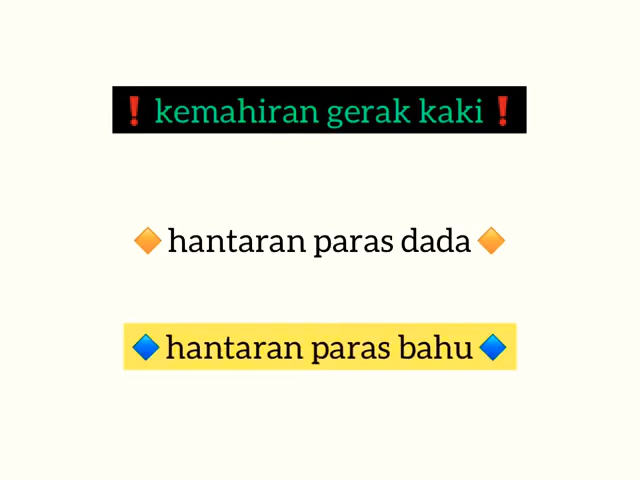 ❗kemahiran gerak kaki❗
🔶hantaran paras dada🔶
🔷hantaran paras bahu🔷